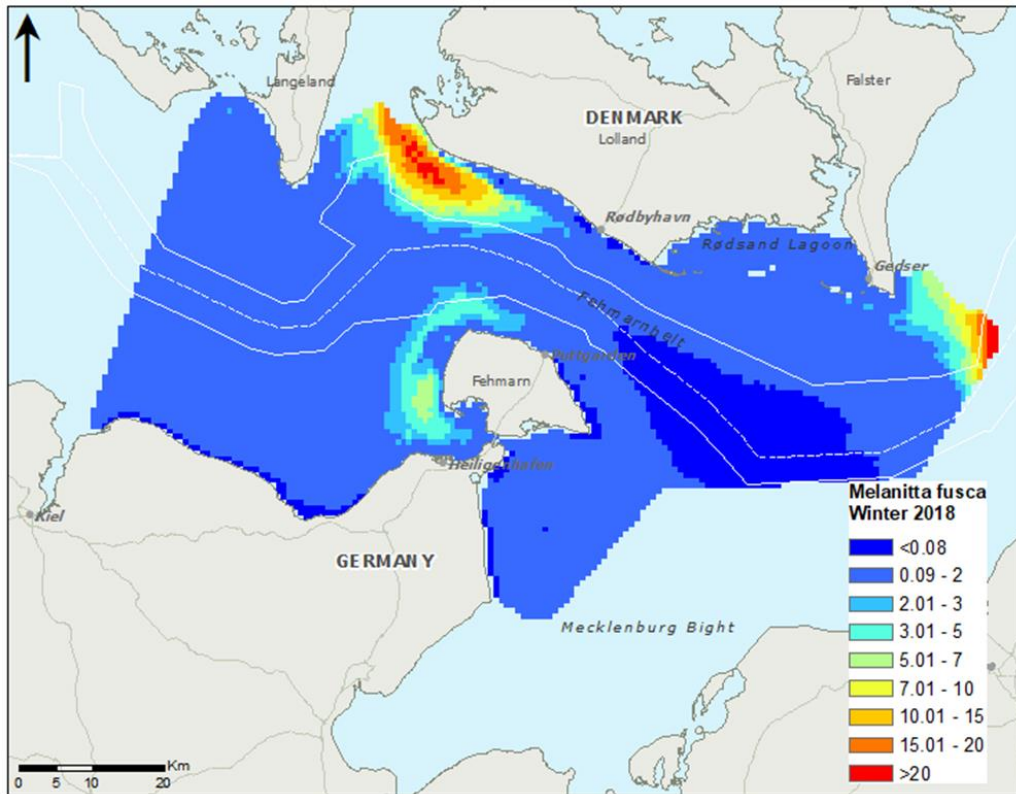 Langeland
Falster
DENMARK
Lolland
Rødbyhavn
Rødsand Lagoon
Gedser
Fehmarnbelt
Puttgarden
Fehmarn
Heiligenhafen
Kiel
GERMANY
Mecklenburg Bight
Melanitta fusca
Winter 2018
<0.08
0.09 - 2
2.01 - 3
3.01 - 5
5.01 - 7
7.01 - 10
10.01 - 15
15.01 - 20
>20
Km
0 5 10 20